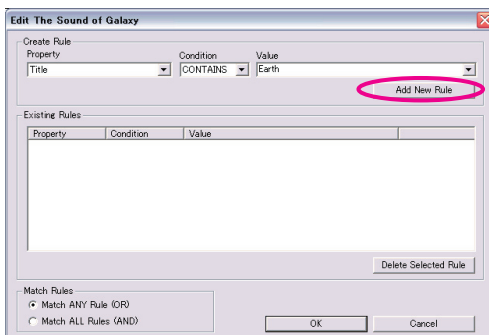 Edit The Sound of Galaxy
Create Rule
Property Condition Value
Title CONTAINS Earth
Add New Rule
Existing Rules
Property Condition Value
Delete Selected Rule
Match Rules
Match ANY Rule (OR)
Match ALL Rules (AND)
OK Cancel